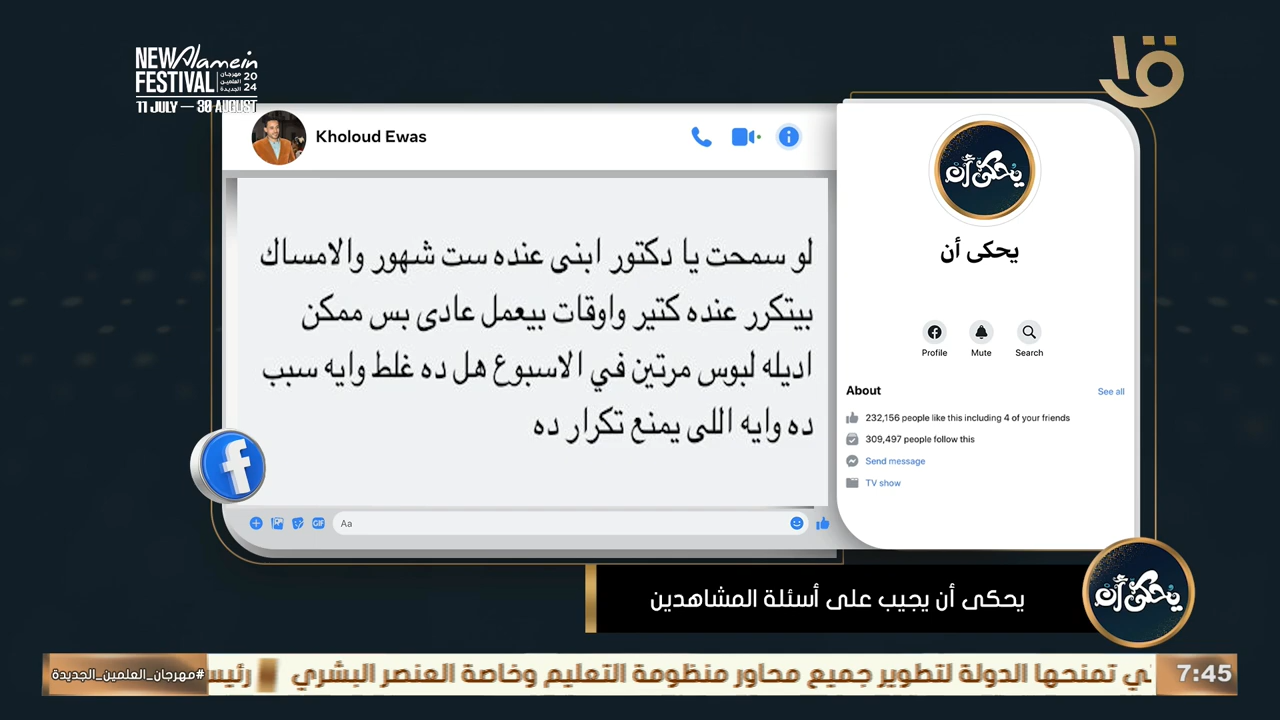 NEW Alamein
FESTIVAL
مهرجان
العلمين
الجديدة
2024
11 JULY — 30 AUGUST
Kholoud Ewas
لو سمحت يا دكتور ابنى عنده ست شهور والامساك
بيتكرر عنده كتير واوقات بيعمل عادى بس ممكن
اديله لبوس مرتين في الاسبوع هل ده غلط وايه سبب
ده وايه اللى يمنع تكرار ده
GIF
Aa
يحكى أن
يحكى أن
Profile
Mute
Search
About
See all
232,156 people like this including 4 of your friends
309,497 people follow this
Send message
TV show
يحكى أن يجيب على أسئلة المشاهدين
يحكى أن
7:45
تمنحها الدولة لتطوير جميع محاور منظومة التعليم وخاصة العنصر البشري
#مهرجان_العلمين_الجديدة